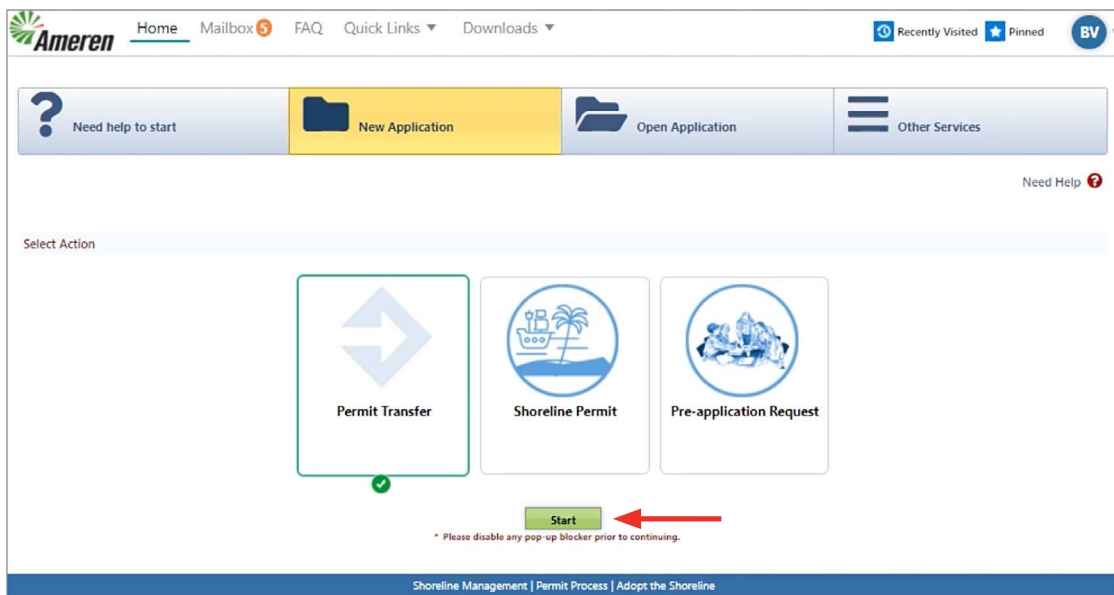 Ameren Home Mailbox 5 FAQ Quick Links Downloads Recently Visited Pinned BV
Need help to start New Application Open Application Other Services
Need Help
Select Action
Permit Transfer Shoreline Permit Pre-application Request
Start
* Please disable any pop-up blocker prior to continuing.
Shoreline Management | Permit Process | Adopt the Shoreline